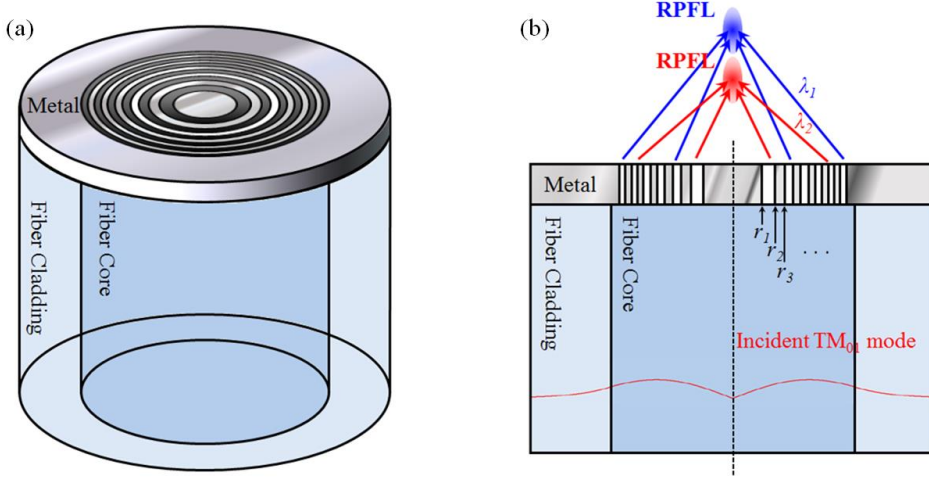 (a)
Metal
Fiber Cladding
Fiber Core
(b)
RPFL
RPFL
λ₁
λ₂
Metal
r₁
r₂
r₃
. . .
Fiber Cladding
Fiber Core
Incident TM₀₁ mode